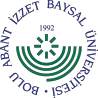 BOLU ABANT İZZET BAYSAL ÜNİVERSİTESİ
1992